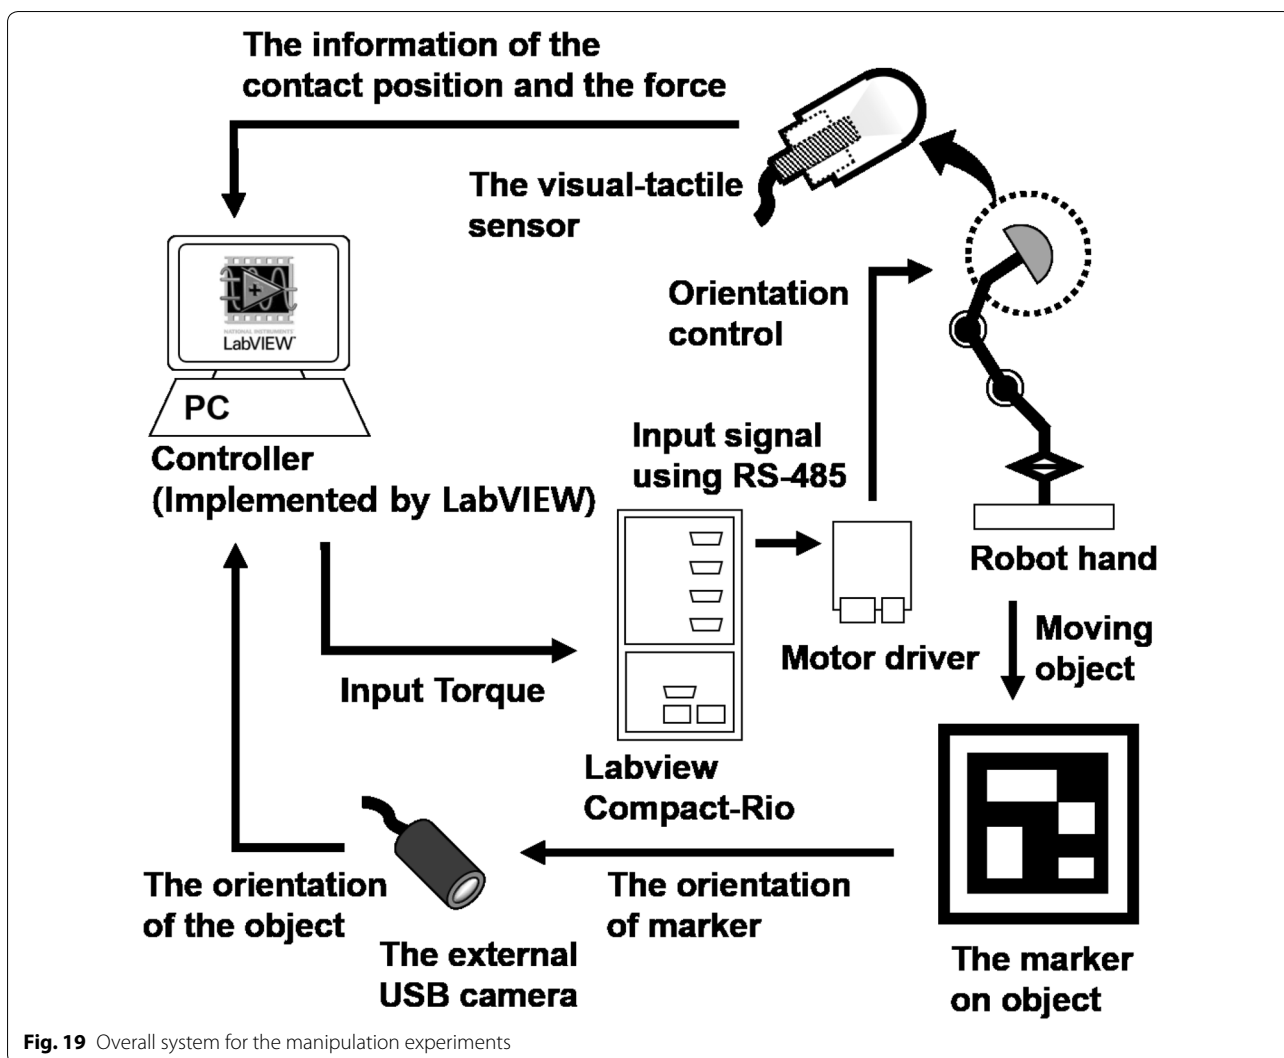 The information of the
contact position and the force
The visual-tactile
sensor
Orientation
control
NATIONAL INSTRUMENTS
LabVIEW™
PC
Controller
(Implemented by LabVIEW)
Input signal
using RS-485
Robot hand
Motor driver
Moving
object
Input Torque
Labview
Compact-Rio
The orientation
of the object
The orientation
of marker
The external
USB camera
The marker
on object
Fig. 19 Overall system for the manipulation experiments